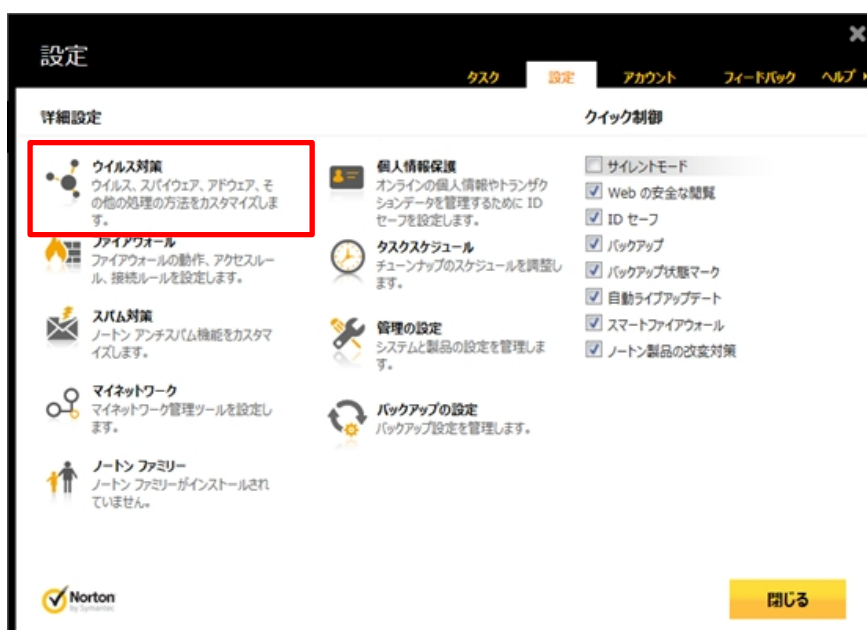 設定
タスク
設定
アカウント
フィードバック
ヘルプ
詳細設定
ウイルス対策
ウイルス、スパイウェア、アドウェア、そ
の他の処理の方法をカスタマイズしま
す。
ファイアウォール
ファイアウォールの動作、アクセスルー
ル、接続ルールを設定します。
スパム対策
ノートン アンチスパム機能をカスタマ
イズします。
マイネットワーク
マイネットワーク管理ツールを設定し
ます。
ノートン ファミリー
ノートン ファミリーがインストールされ
ていません。
個人情報保護
オンラインの個人情報やトランザク
ションデータを管理するために ID
セーフを設定します。
タスクスケジュール
チューンナップのスケジュールを調整し
ます。
管理の設定
システムと製品の設定を管理しま
す。
バックアップの設定
バックアップ設定を管理します。
クイック制御
サイレントモード
Web の安全な閲覧
ID セーフ
バックアップ
バックアップ状態マーク
自動ライブアップデート
スマートファイアウォール
ノートン製品の改変対策
Norton
by Symantec
閉じる